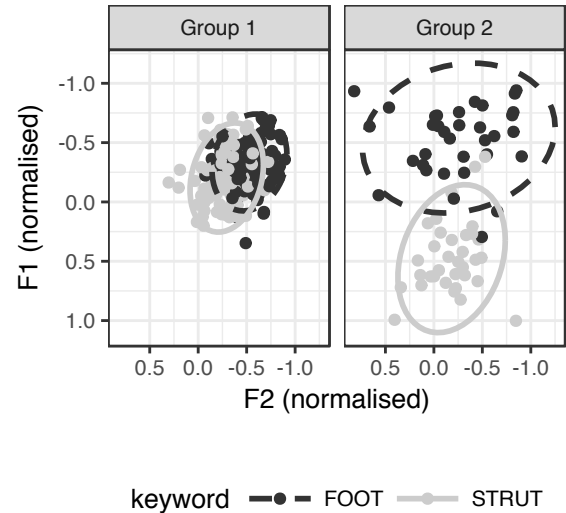 Group 1
Group 2
F1 (normalised)
-1.0
-0.5
0.0
0.5
1.0
0.5 0.0 -0.5 -1.0
0.5 0.0 -0.5 -1.0
F2 (normalised)
keyword FOOT STRUT